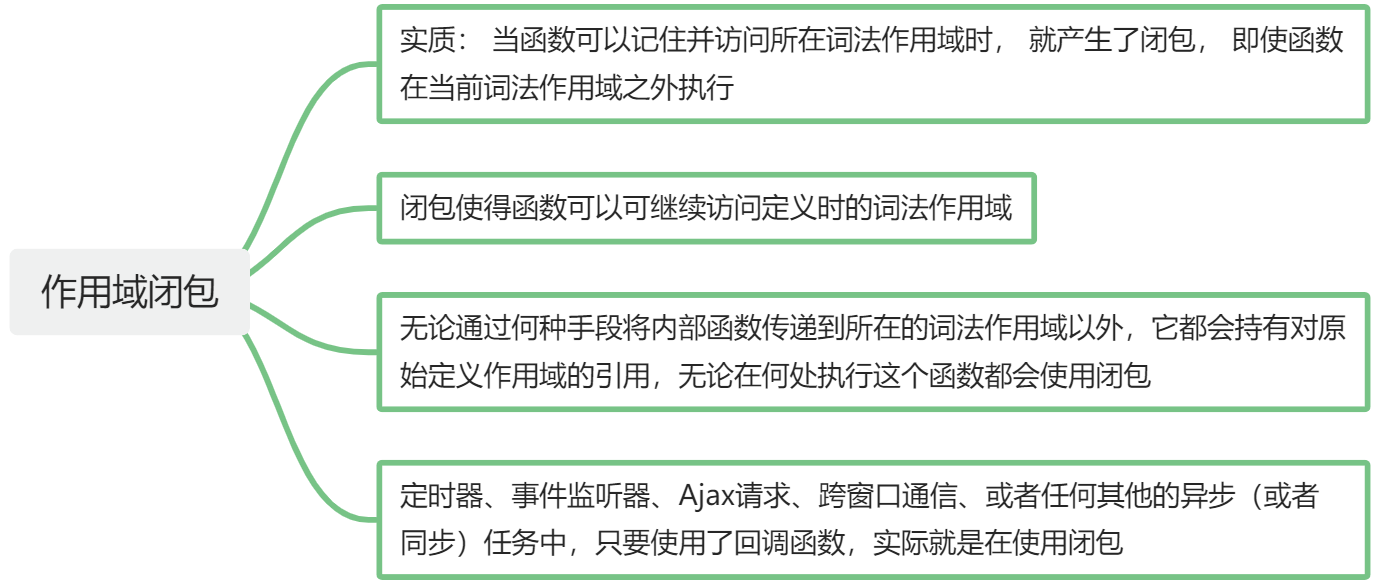 实质： 当函数可以记住并访问所在词法作用域时， 就产生了闭包， 即使函数
在当前词法作用域之外执行
闭包使得函数可以可继续访问定义时的词法作用域
作用域闭包
无论通过何种手段将内部函数传递到所在的词法作用域以外，它都会持有对原
始定义作用域的引用，无论在何处执行这个函数都会使用闭包
定时器、事件监听器、Ajax请求、跨窗口通信、或者任何其他的异步（或者
同步）任务中，只要使用了回调函数，实际就是在使用闭包